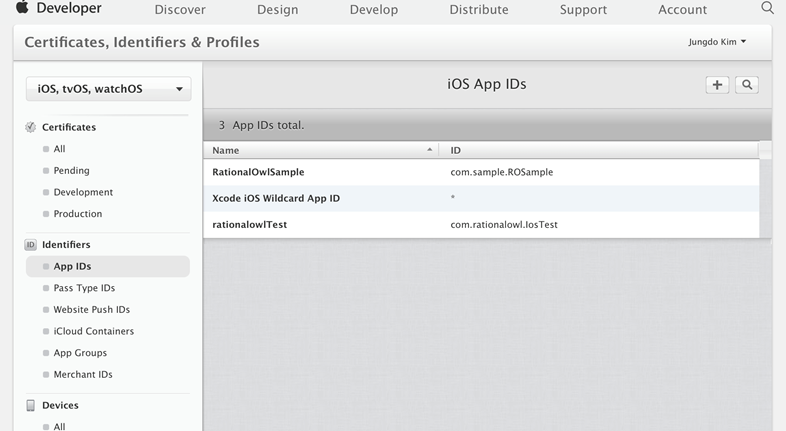 Developer Discover Design Develop Distribute Support Account
Certificates, Identifiers & Profiles Jungdo Kim
iOS, tvOS, watchOS
iOS App IDs
3 App IDs total.
Certificates
All
Pending
Development
Production
Identifiers
App IDs
Pass Type IDs
Website Push IDs
iCloud Containers
App Groups
Merchant IDs
Devices
All
Name ID
RationalOwlSample com.sample.ROSample
Xcode iOS Wildcard App ID *
rationalowlTest com.rationalowl.IosTest